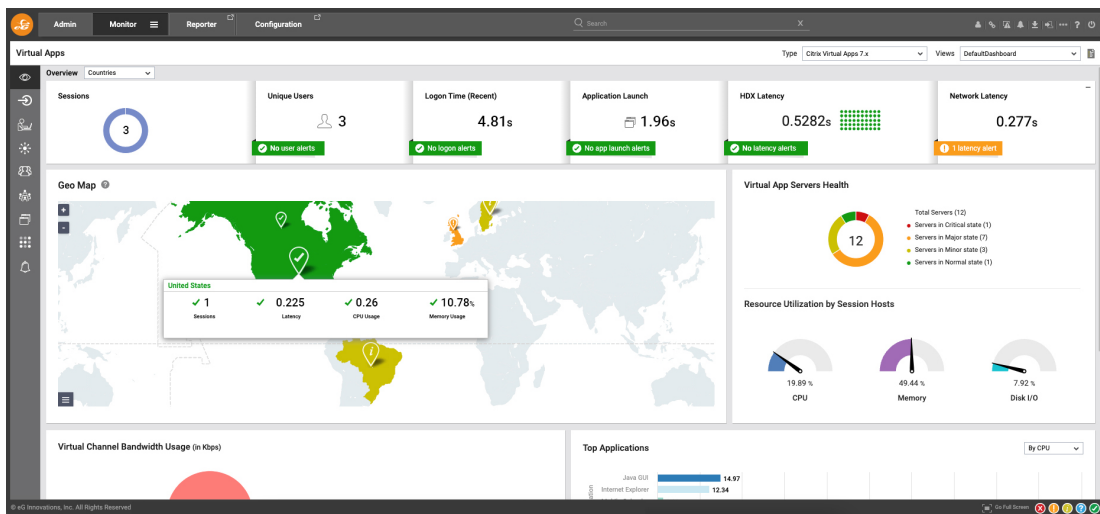 eG
Admin
Monitor
Reporter
Configuration
Search
X
Virtual Apps
Type
Citrix Virtual Apps 7.x
Views
DefaultDashboard
Overview
Countries
Sessions
3
Unique Users
3
No user alerts
Logon Time (Recent)
4.81s
No logon alerts
Application Launch
1.96s
No app launch alerts
HDX Latency
0.5282s
No latency alerts
Network Latency
0.277s
1 latency alert
Geo Map
+
-
United States
1
Sessions
0.225
Latency
0.26
CPU Usage
10.78%
Memory Usage
Virtual App Servers Health
12
Total Servers (12)
Servers in Critical state (1)
Servers in Major state (7)
Servers in Minor state (3)
Servers in Normal state (1)
Resource Utilization by Session Hosts
19.89 %
CPU
49.44 %
Memory
7.92 %
Disk I/O
Virtual Channel Bandwidth Usage (in Kbps)
Top Applications
By CPU
Java GUI
14.97
Internet Explorer
12.34
© eG Innovations, Inc. All Rights Reserved
Go Full Screen